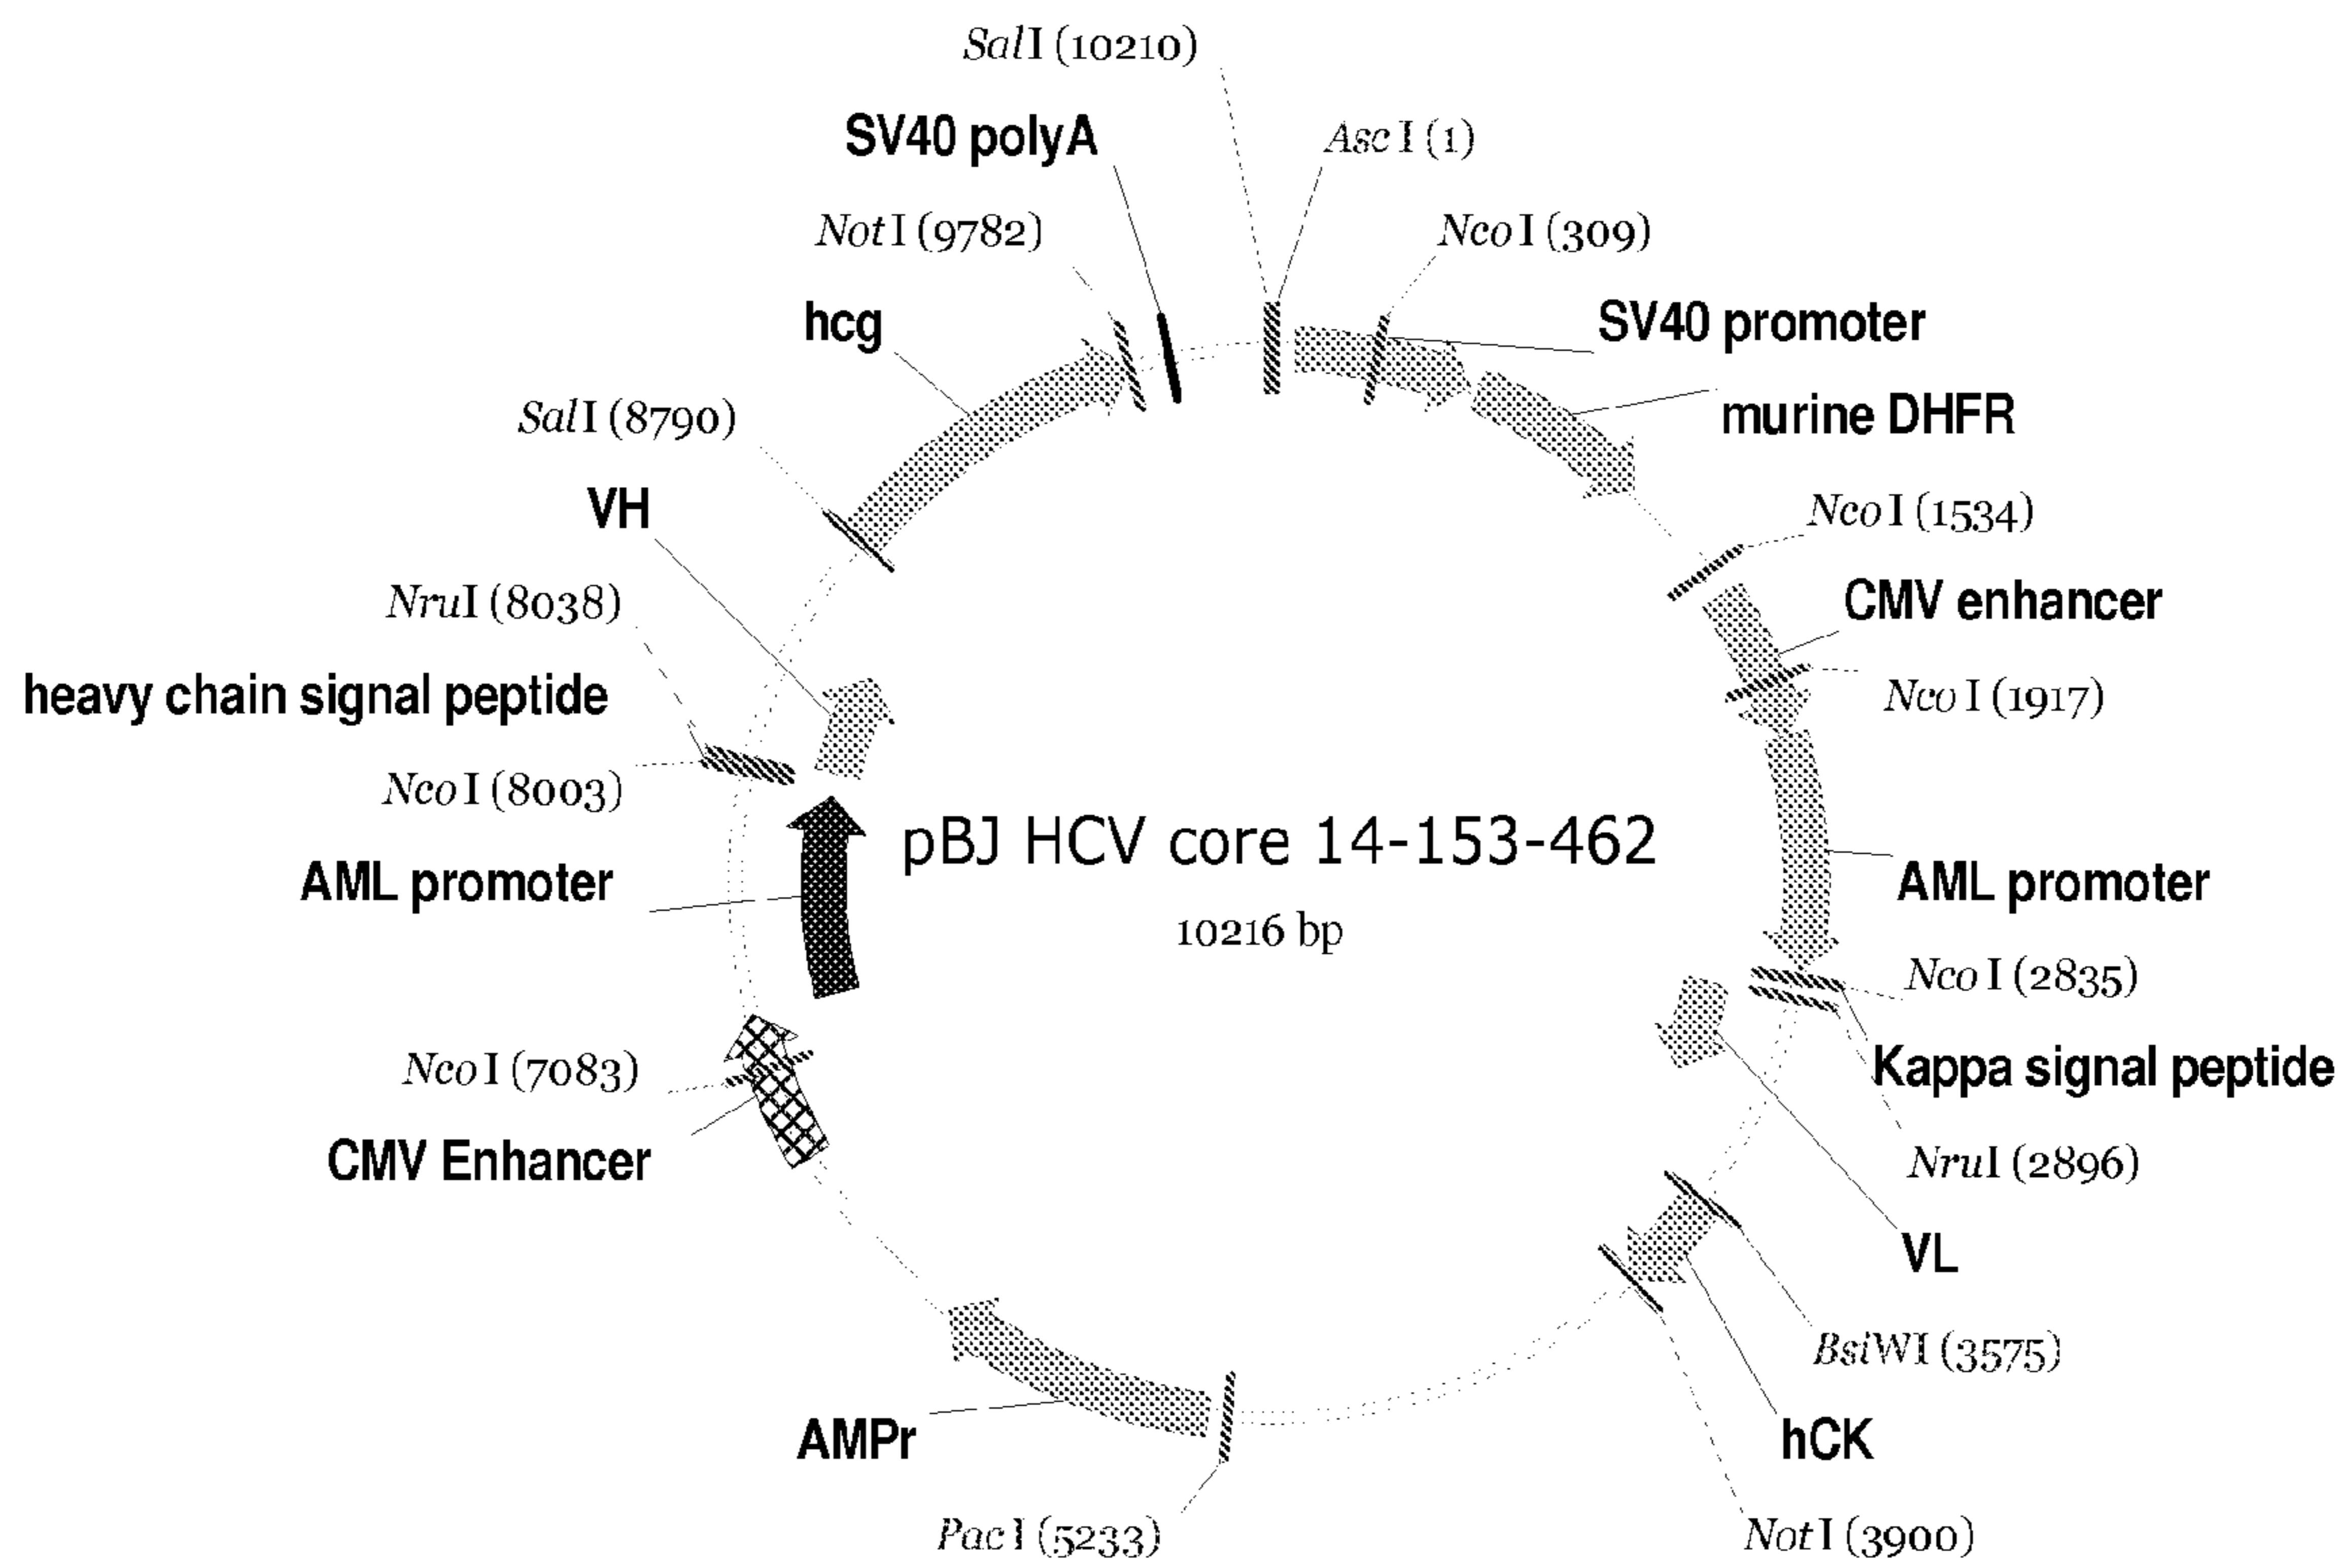 SalI (10210)
SV40 polyA
AscI (1)
NotI (9782)
NcoI (309)
hcg
SV40 promoter
murine DHFR
SalI (8790)
VH
NcoI (1534)
CMV enhancer
NruI (8038)
heavy chain signal peptide
NcoI (1917)
NcoI (8003)
pBJ HCV core 14-153-462
10216 bp
AML promoter
AML promoter
NcoI (2835)
NcoI (7083)
Kappa signal peptide
CMV Enhancer
NruI (2896)
VL
BsiWI (3575)
AMPr
hCK
PacI (5233)
NotI (3900)